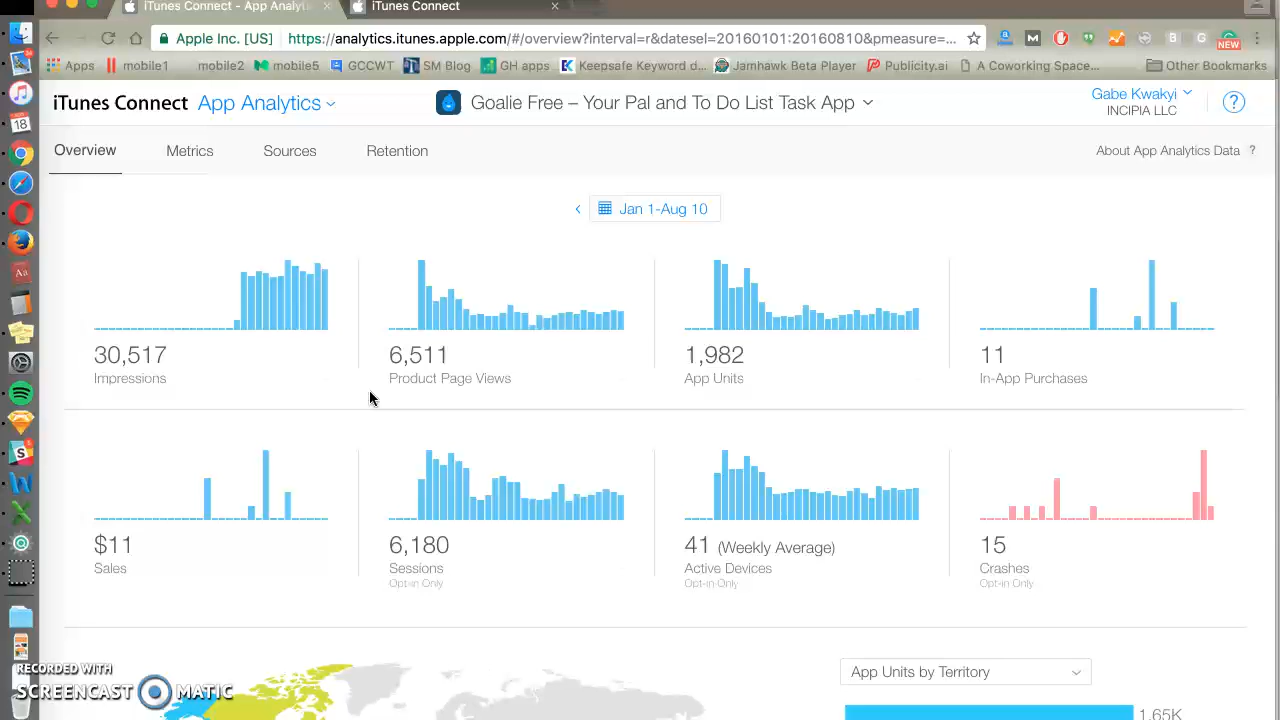 iTunes Connect - App Analytic
iTunes Connect
Apple Inc. [US]
https://analytics.itunes.apple.com/#/overview?interval=r&datesel=20160101:20160810&pmeasure=...
Apps
mobile1
mobile2
mobile5
GCCWT
SM Blog
GH apps
Keepsafe Keyword d...
Jamhawk Beta Player
Publicity.ai
A Coworking Space...
NEW
Other Bookmarks
iTunes Connect App Analytics
Goalie Free – Your Pal and To Do List Task App
Gabe Kwakyi
INCIPIA LLC
?
Overview
Metrics
Sources
Retention
About App Analytics Data ?
Jan 1-Aug 10
30,517
Impressions
6,511
Product Page Views
1,982
App Units
11
In-App Purchases
$11
Sales
6,180
Sessions
Opt-in Only
41 (Weekly Average)
Active Devices
Opt-in Only
15
Crashes
Opt-in Only
App Units by Territory
1.65K
18
RECORDED WITH
SCREENCAST MATIC